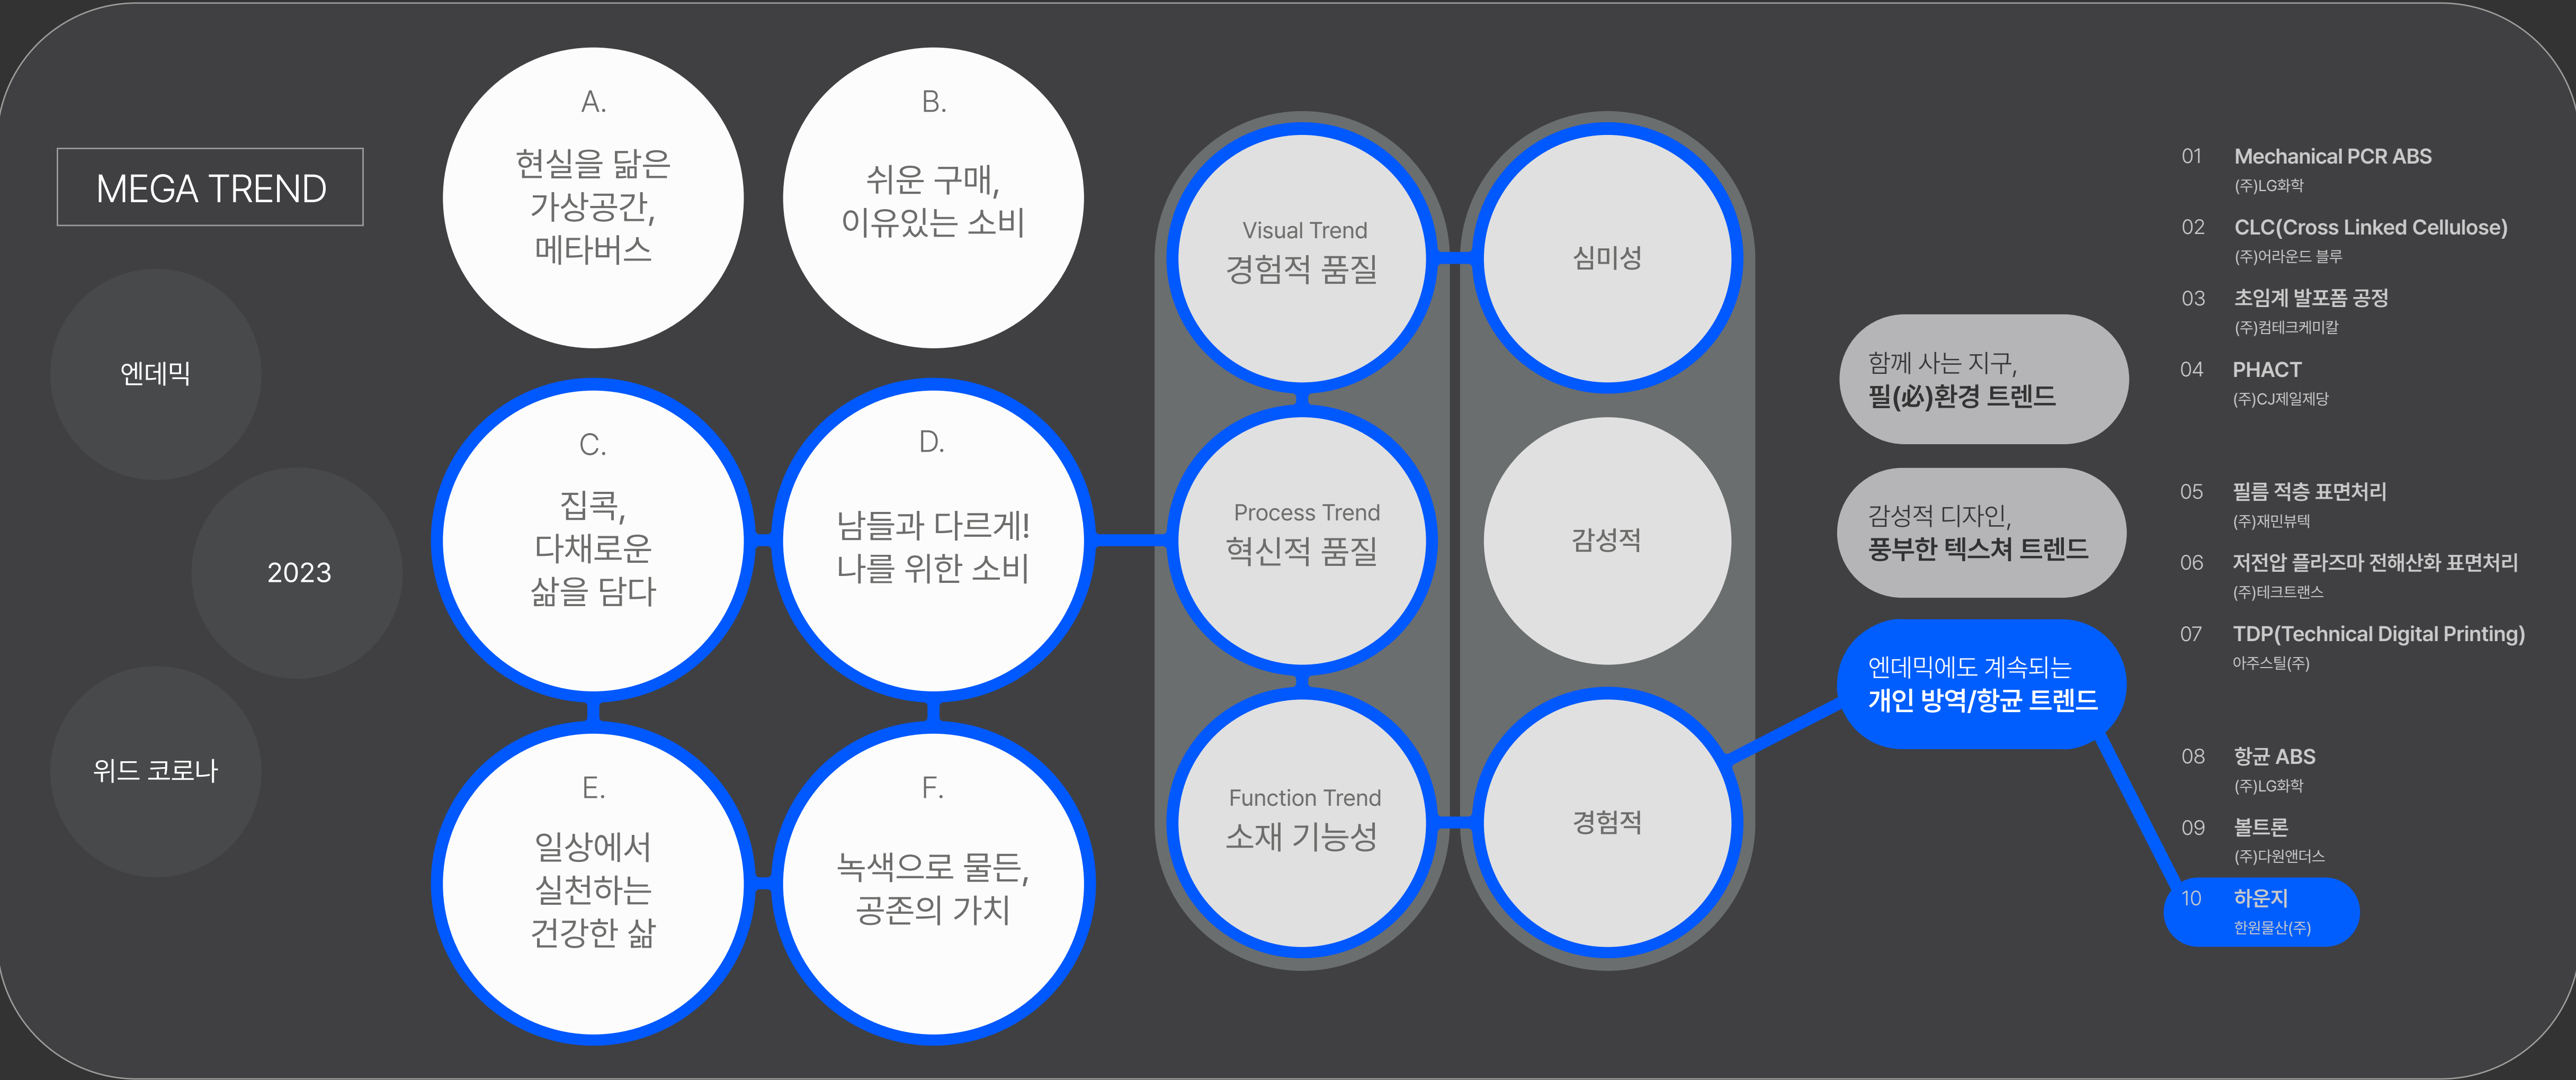 MEGA TREND
엔데믹
2023
위드 코로나
A.
현실을 닮은
가상공간,
메타버스
B.
쉬운 구매,
이유있는 소비
C.
집콕,
다채로운
삶을 담다
D.
남들과 다르게!
나를 위한 소비
E.
일상에서
실천하는
건강한 삶
F.
녹색으로 물든,
공존의 가치
Visual Trend
경험적 품질
Process Trend
혁신적 품질
Function Trend
소재 기능성
심미성
감성적
경험적
함께 사는 지구,
필(必)환경 트렌드
감성적 디자인,
풍부한 텍스쳐 트렌드
엔데믹에도 계속되는
개인 방역/항균 트렌드
01 Mechanical PCR ABS
(주)LG화학
02 CLC(Cross Linked Cellulose)
(주)어라운드 블루
03 초임계 발포폼 공정
(주)컴테크케미칼
04 PHACT
(주)CJ제일제당
05 필름 적층 표면처리
(주)재민뷰텍
06 저전압 플라즈마 전해산화 표면처리
(주)테크트랜스
07 TDP(Technical Digital Printing)
아주스틸(주)
08 항균 ABS
(주)LG화학
09 볼트론
(주)다원앤더스
10 하운지
한원물산(주)